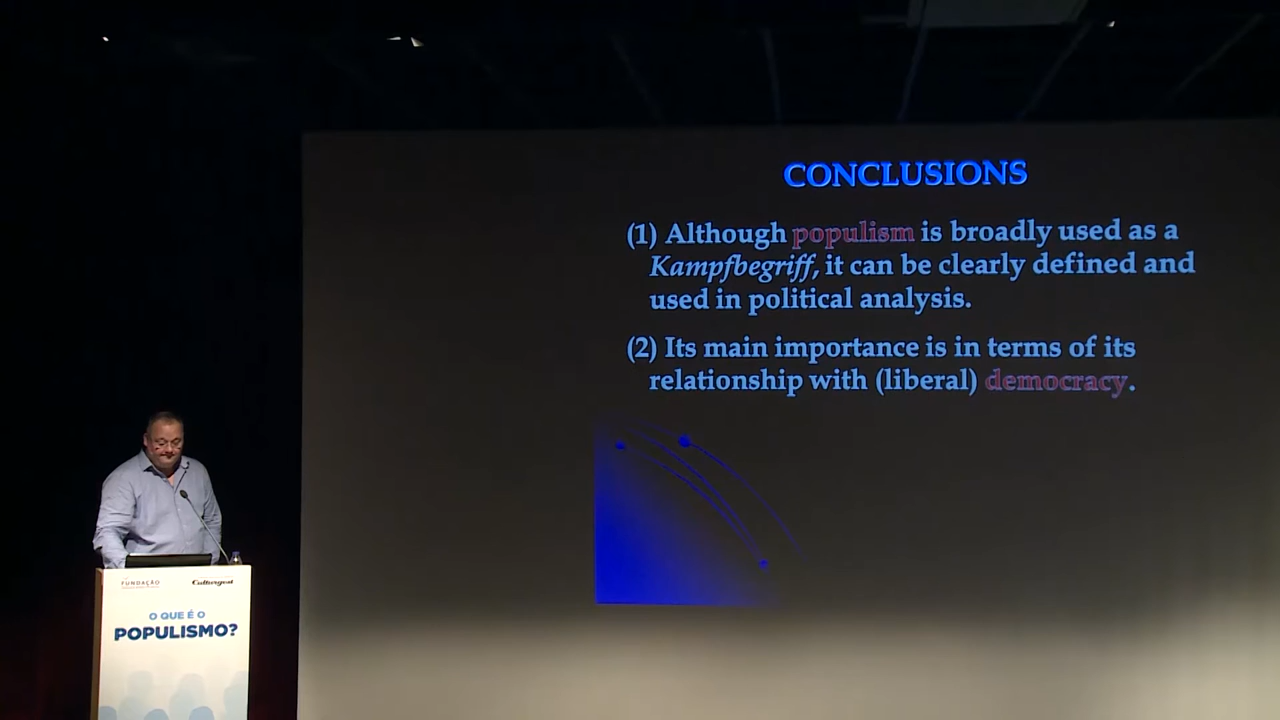 CONCLUSIONS
(1) Although populism is broadly used as a
Kampfbegriff, it can be clearly defined and
used in political analysis.
(2) Its main importance is in terms of its
relationship with (liberal) democracy.
FUNDAÇÃO
Culturgest
O QUE É O
POPULISMO?